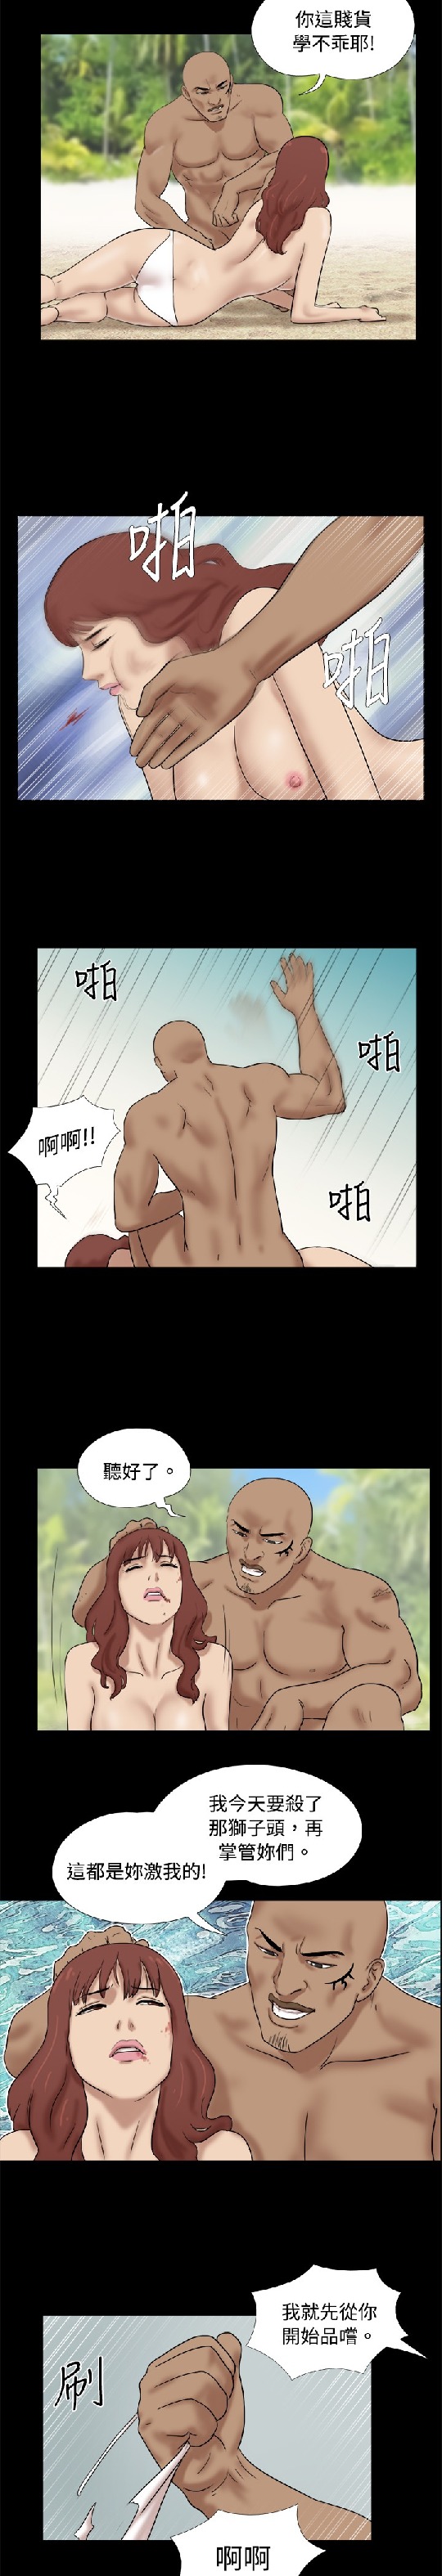 你這賤貨
學不乖耶!
啪
啪
啪
啪
啊啊!!
啪
聽好了。
我今天要殺了
那獅子頭，再
掌管妳們。
這都是妳激我的!
我就先從你
開始品嚐。
刷
啊啊